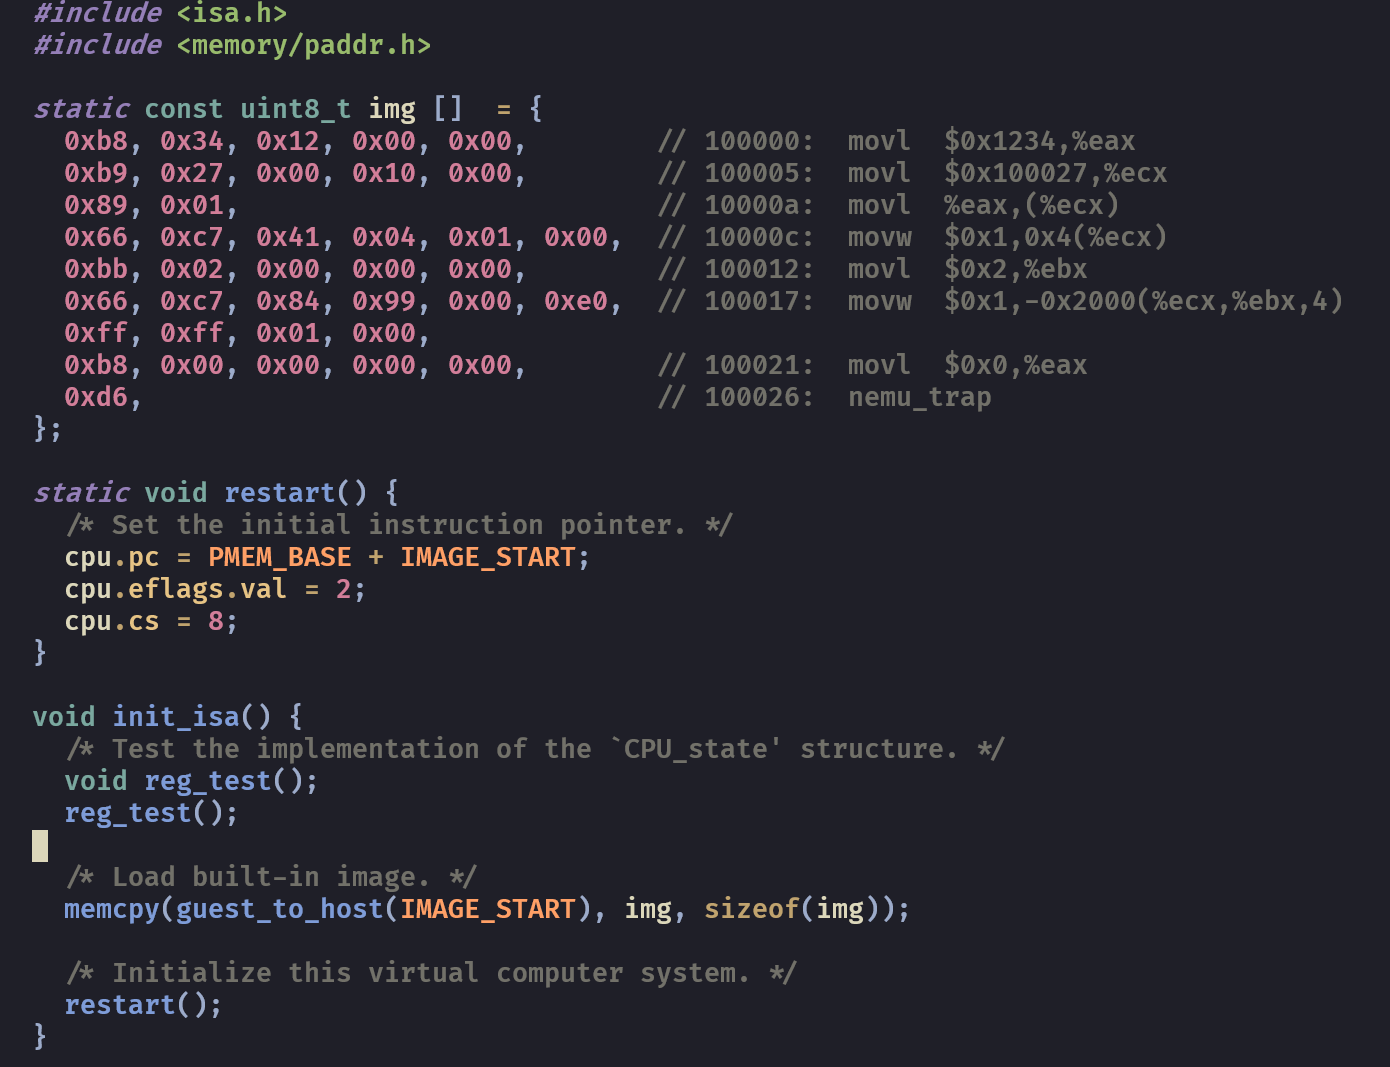 #include <isa.h>
#include <memory/paddr.h>

static const uint8_t img []  = {
  0xb8, 0x34, 0x12, 0x00, 0x00,        // 100000:  movl  $0x1234,%eax
  0xb9, 0x27, 0x00, 0x10, 0x00,        // 100005:  movl  $0x100027,%ecx
  0x89, 0x01,                          // 10000a:  movl  %eax,(%ecx)
  0x66, 0xc7, 0x41, 0x04, 0x01, 0x00,  // 10000c:  movw  $0x1,0x4(%ecx)
  0xbb, 0x02, 0x00, 0x00, 0x00,        // 100012:  movl  $0x2,%ebx
  0x66, 0xc7, 0x84, 0x99, 0x00, 0xe0,  // 100017:  movw  $0x1,-0x2000(%ecx,%ebx,4)
  0xff, 0xff, 0x01, 0x00,
  0xb8, 0x00, 0x00, 0x00, 0x00,        // 100021:  movl  $0x0,%eax
  0xd6,                                // 100026:  nemu_trap
};

static void restart() {
  /* Set the initial instruction pointer. */
  cpu.pc = PMEM_BASE + IMAGE_START;
  cpu.eflags.val = 2;
  cpu.cs = 8;
}

void init_isa() {
  /* Test the implementation of the `CPU_state' structure. */
  void reg_test();
  reg_test();

  /* Load built-in image. */
  memcpy(guest_to_host(IMAGE_START), img, sizeof(img));

  /* Initialize this virtual computer system. */
  restart();
}